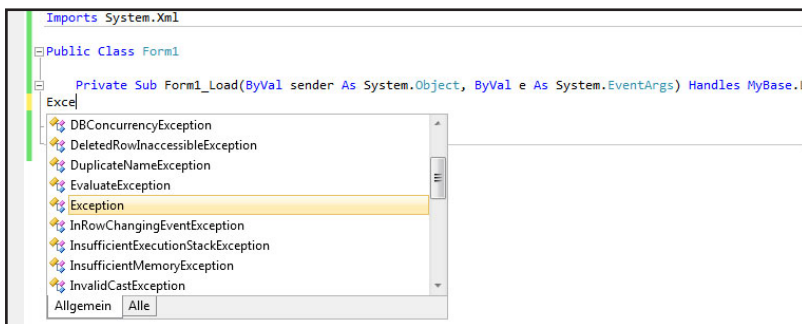 Imports System.Xml
Public Class Form1
Private Sub Form1_Load(ByVal sender As System.Object, ByVal e As System.EventArgs) Handles MyBase.
Exce
DBConcurrencyException
DeletedRowInaccessibleException
DuplicateNameException
EvaluateException
Exception
InRowChangingEventException
InsufficientExecutionStackException
InsufficientMemoryException
InvalidCastException
Allgemein Alle